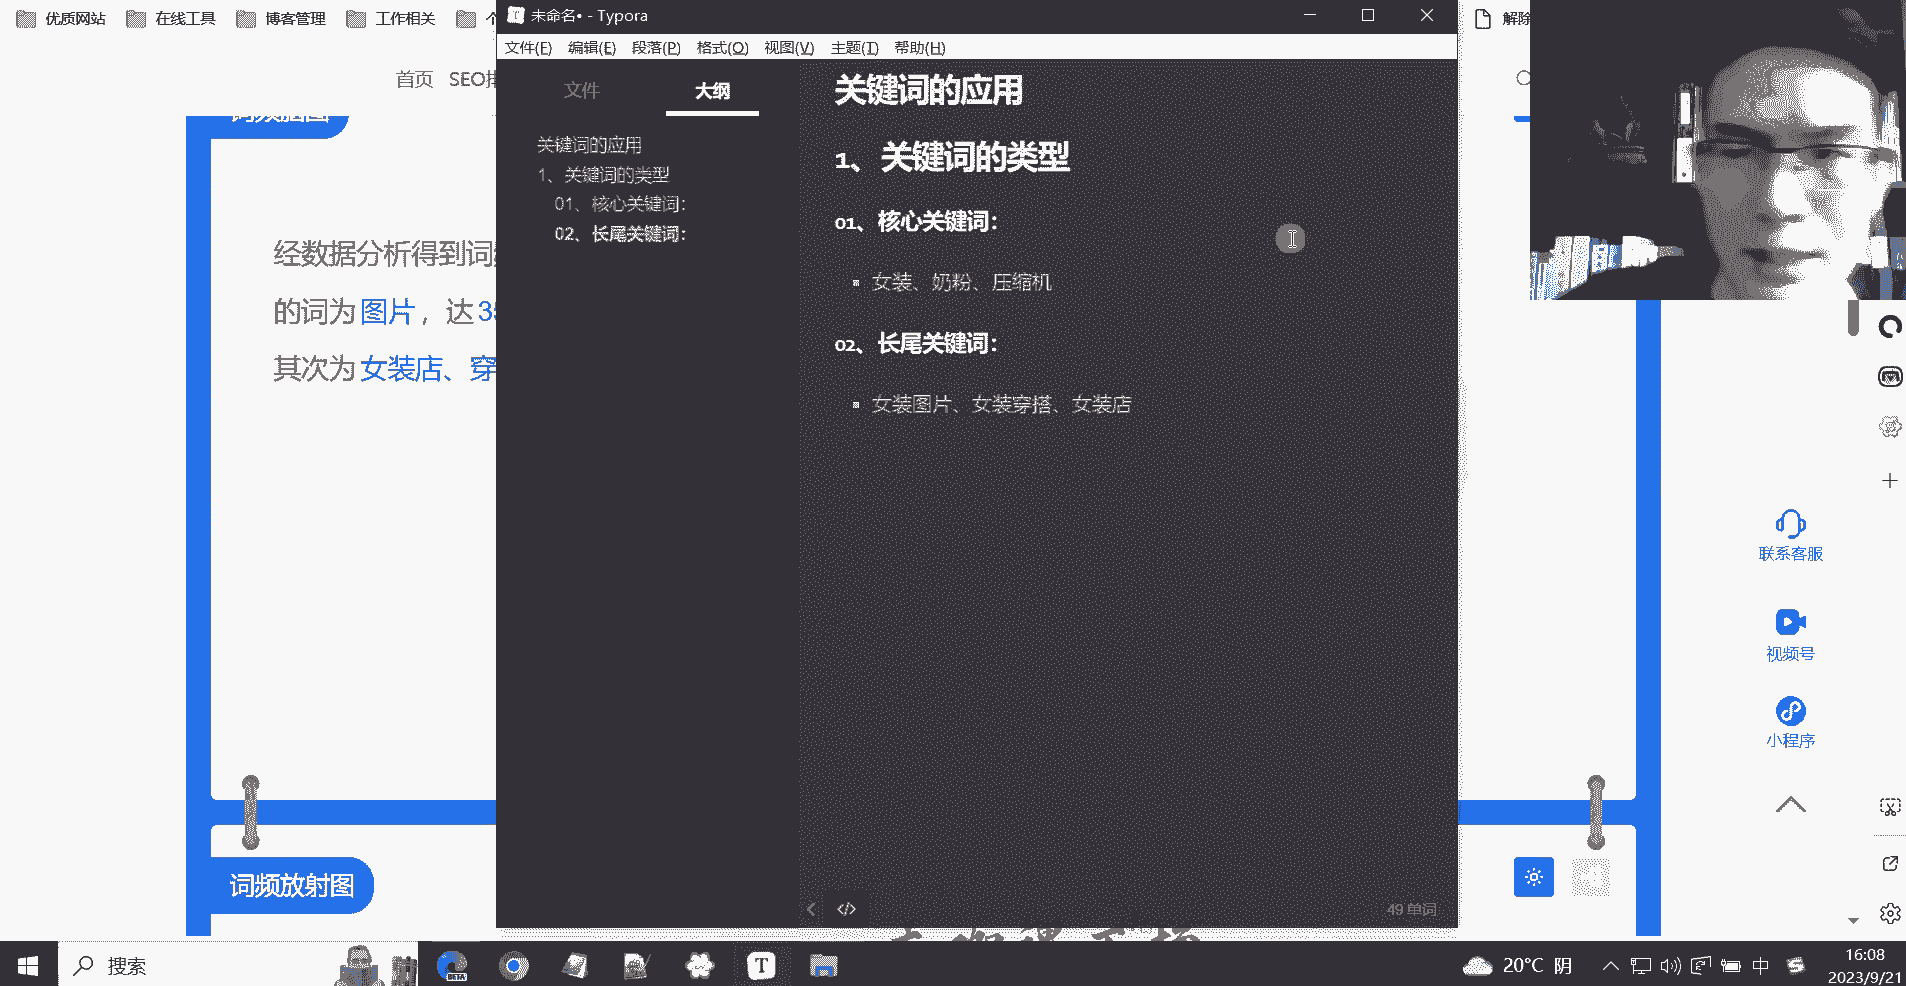 优质网站
在线工具
博客管理
工作相关
未命名• - Typora
解除
文件(F) 编辑(E) 段落(P) 格式(O) 视图(V) 主题(T) 帮助(H)
首页 SEO
文件
大纲
关键词的应用
1、关键词的类型
01、核心关键词：
02、长尾关键词：
关键词的应用
1、关键词的类型
01、核心关键词：
女装、奶粉、压缩机
02、长尾关键词：
女装图片、女装穿搭、女装店
49 单词
词频脑图
经数据分析得到词
的词为 图片 ，达 3
其次为 女装店、穿
词频放射图
联系客服
视频号
小程序
搜索
BETA
20°C 阴
中
16:08
2023/9/21